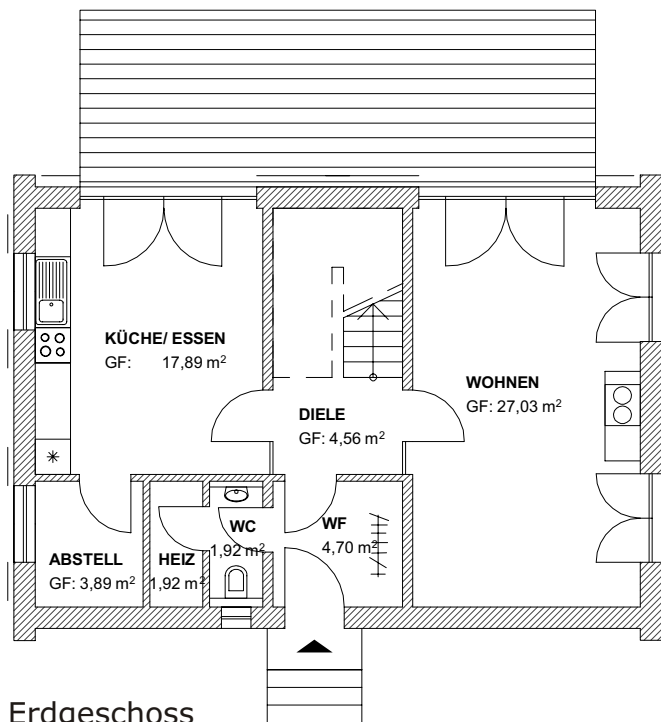 KÜCHE/ ESSEN
GF: 17,89 m²
DIELE
GF: 4,56 m²
WOHNEN
GF: 27,03 m²
ABSTELL
GF: 3,89 m²
HEIZ
1,92 m²
WC
1,92 m²
WF
4,70 m²
Erdgeschoss